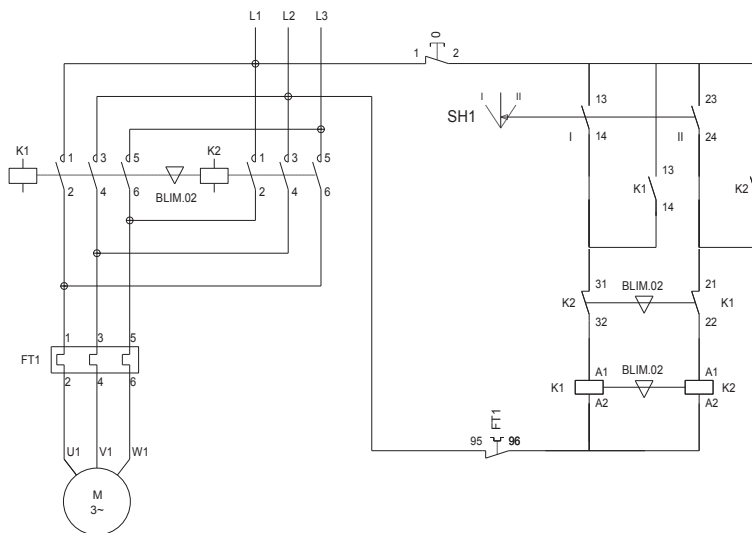 L1 L2 L3
0
1 2
I II
SH1
13 23
I 14 II 24
K1 1 3 5 K2 1 3 5
2 4 6 2 4 6
BLIM.02
K1 13 K2
14
31 BLIM.02 21
K2 K1
32 22
1 3 5
FT1
2 4 6
BLIM.02
A1 A1
K1 K2
A2 A2
FT1
95 96
U1 V1 W1
M
3~